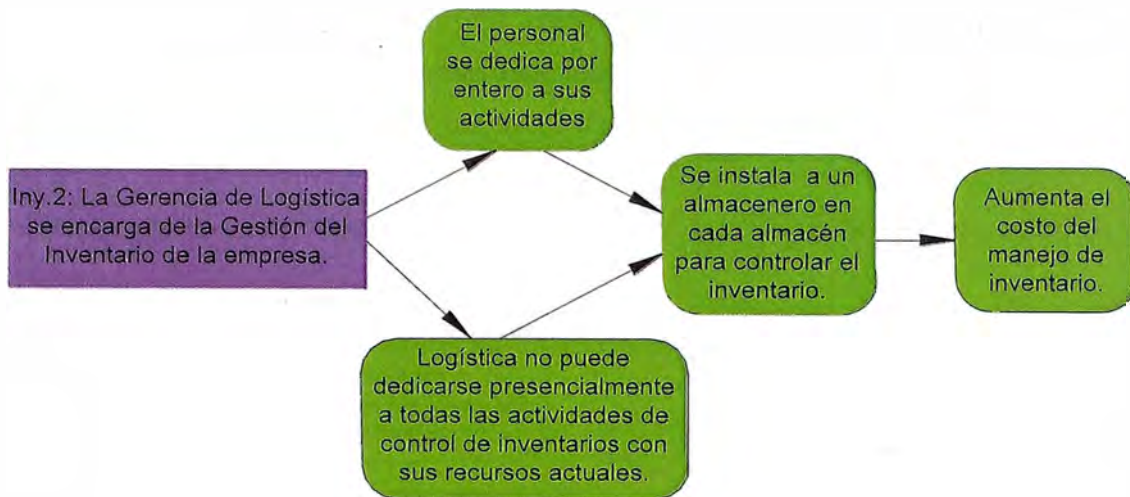 El personal
se dedica por
entero a sus
actividades
Iny.2: La Gerencia de Logística
se encarga de la Gestión del
Inventario de la empresa.
Se instala a un
almacenero en
cada almacén
para controlar el
inventario.
Aumenta el
costo del
manejo de
inventario.
Logística no puede
dedicarse presencialmente
a todas las actividades de
control de inventarios con
sus recursos actuales.